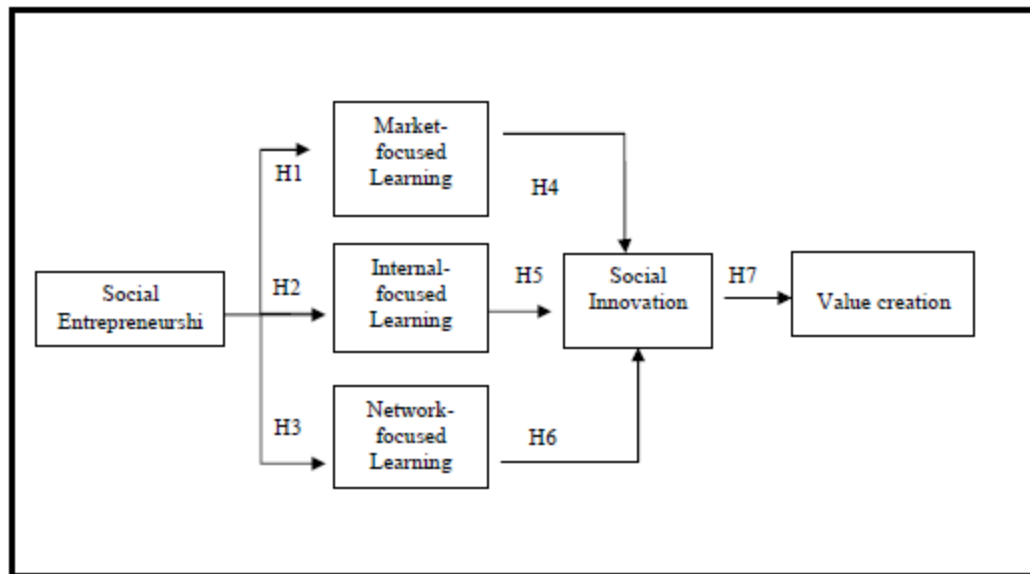 Market-
focused
Learning
H1
H4
Social
Entrepreneurshi
H2
Internal-
focused
Learning
H5
Social
Innovation
H7
Value creation
H3
Network-
focused
Learning
H6